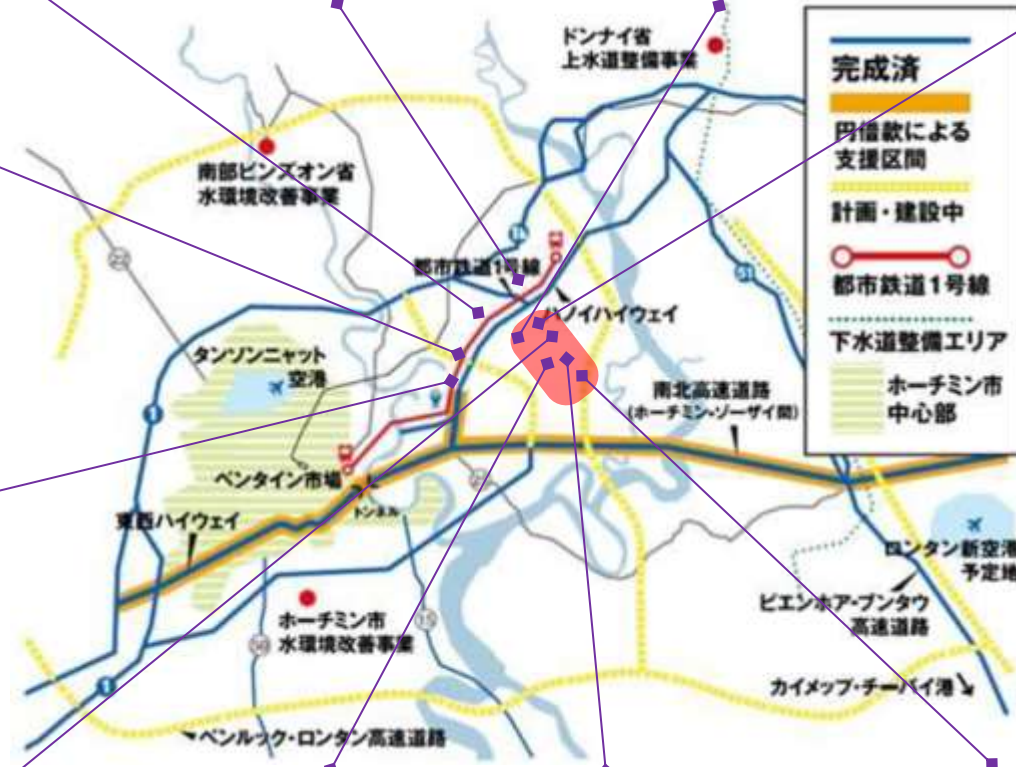 ドンナイ省
上水道整備事業
南部ビンズオン省
水環境改善事業
22
1K
都市鉄道1号線
ハノイハイウェイ
51
タンソンニャット
空港
1
南北高速道路
(ホーチミン-ゾーザイ間)
ベンタイン市場
25
東西ハイウェイ
トンネル
ロンタン新空港
予定地
ホーチミン市
水環境改善事業
50
15
ビエンホア-ブンタウ
高速道路
1
カイメップ・チーバイ港
ベンルック・ロンタン高速道路
完成済
円借款による
支援区間
計画・建設中
都市鉄道1号線
下水道整備エリア
ホーチミン市
中心部